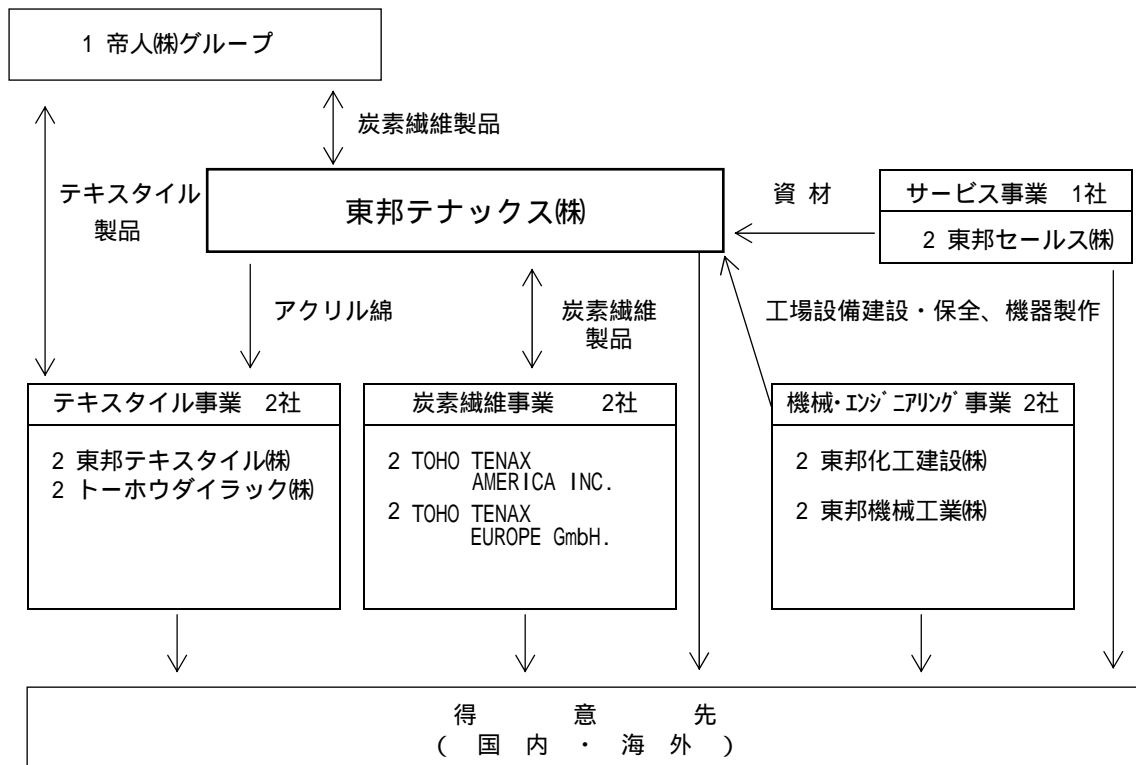 1 帝人㈱グループ
炭素繊維製品
テキスタイル
製品
東邦テナックス㈱
資 材
サービス事業 1社
2 東邦セールス㈱
アクリル綿
炭素繊維
製品
工場設備建設・保全、機器製作
テキスタイル事業 2社
2 東邦テキスタイル㈱
2 トーホウダイラック㈱
炭素繊維事業 2社
2 TOHO TENAX
AMERICA INC.
2 TOHO TENAX
EUROPE GmbH.
機械・ｴﾝｼﾞﾆｱﾘﾝｸﾞ事業 2社
2 東邦化工建設㈱
2 東邦機械工業㈱
得 意 先
( 国 内 ・ 海 外 )